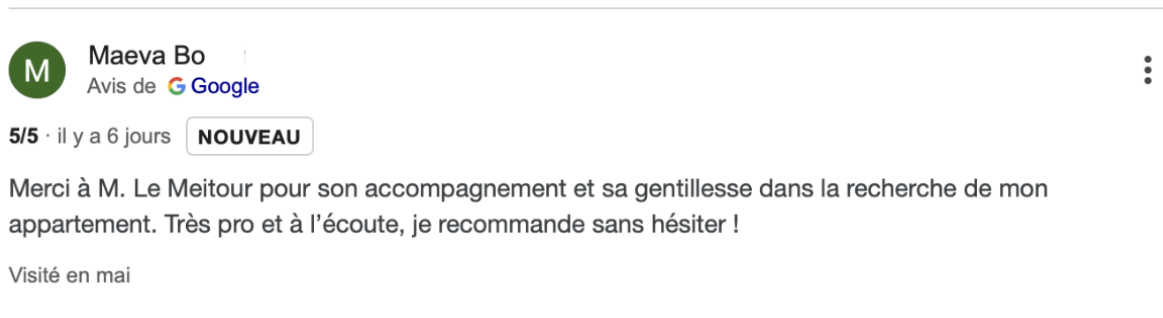 M
Maeva Bo
Avis de Google
5/5 · il y a 6 jours NOUVEAU
Merci à M. Le Meitour pour son accompagnement et sa gentillesse dans la recherche de mon
appartement. Très pro et à l’écoute, je recommande sans hésiter !
Visité en mai